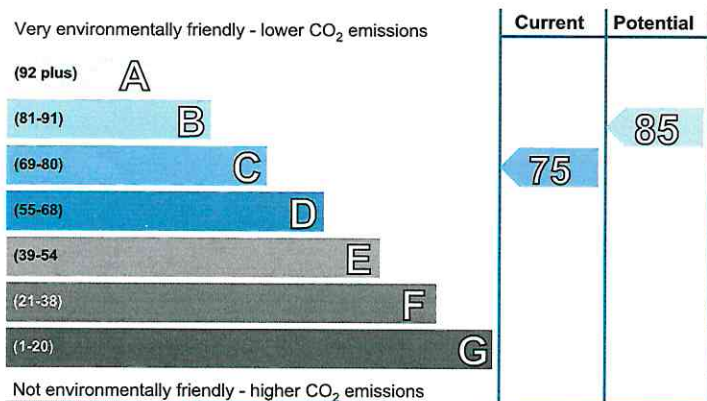 Very environmentally friendly - lower CO₂ emissions
Current
Potential
(92 plus) A
(81-91) B
85
(69-80) C
75
(55-68) D
(39-54 E
(21-38) F
(1-20) G
Not environmentally friendly - higher CO₂ emissions